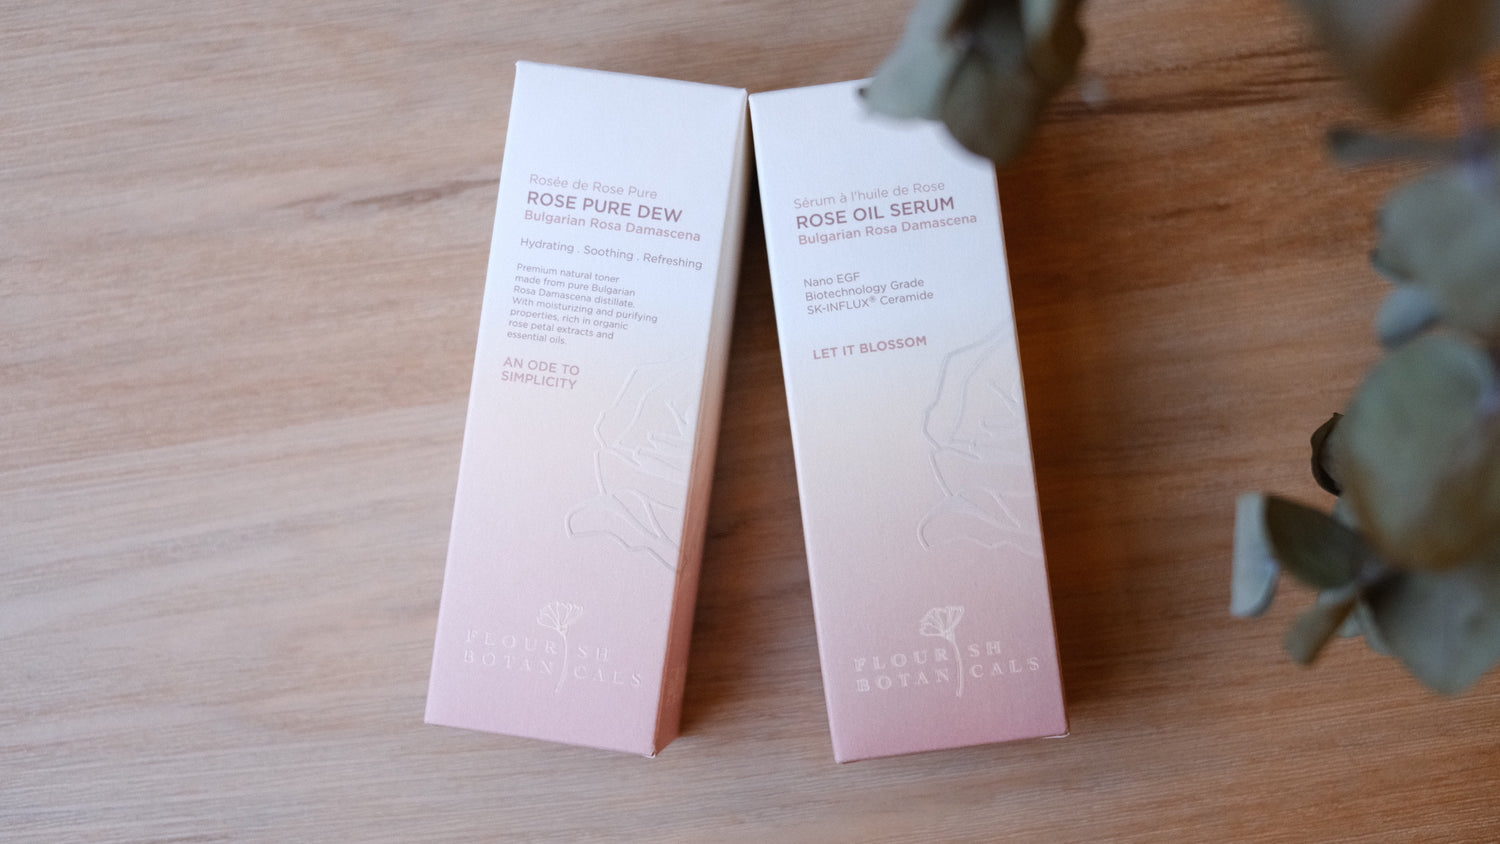 Rosée de Rose Pure
ROSE PURE DEW
Bulgarian Rosa Damascena
Hydrating . Soothing . Refreshing
Premium natural toner
made from pure Bulgarian
Rosa Damascena distillate.
With moisturizing and purifying
properties, rich in organic
rose petal extracts and
essential oils.
AN ODE TO
SIMPLICITY
FLOURISH
BOTANICALS
Sérum à l'huile de Rose
ROSE OIL SERUM
Bulgarian Rosa Damascena
Nano EGF
Biotechnology Grade
SK-INFLUX® Ceramide
LET IT BLOSSOM
FLOURISH
BOTANICALS